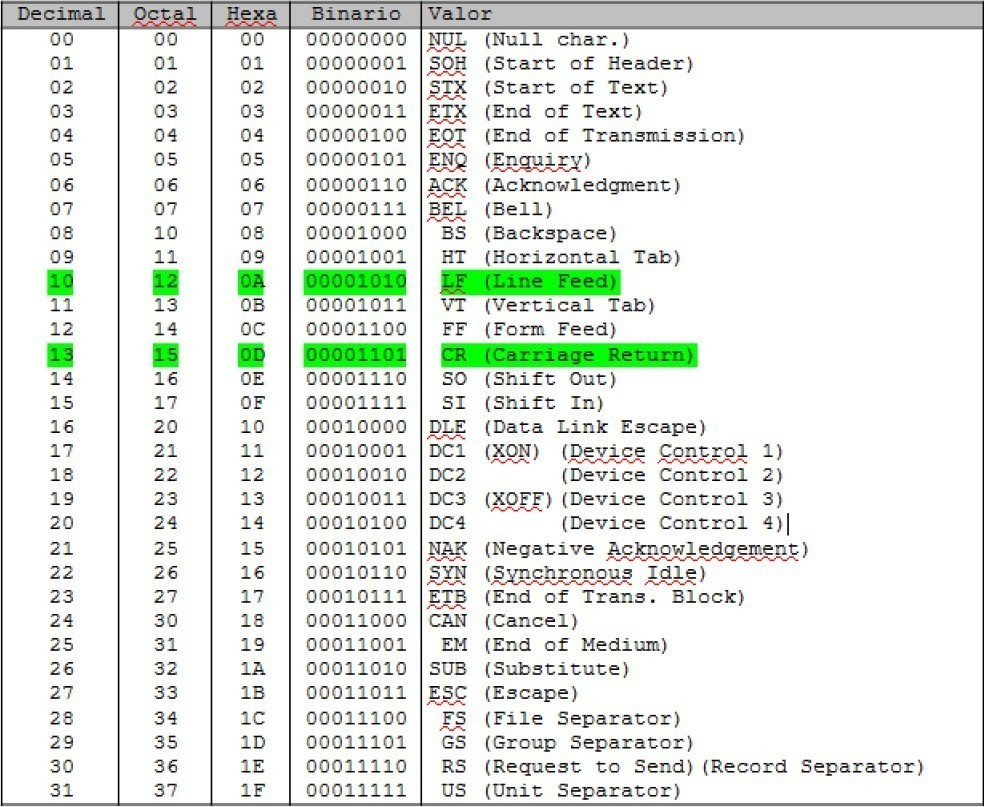 Decimal Octal Hexa Binario Valor
00 00 00 00000000 NUL (Null char.)
01 01 01 00000001 SOH (Start of Header)
02 02 02 00000010 STX (Start of Text)
03 03 03 00000011 ETX (End of Text)
04 04 04 00000100 EOT (End of Transmission)
05 05 05 00000101 ENQ (Enquiry)
06 06 06 00000110 ACK (Acknowledgment)
07 07 07 00000111 BEL (Bell)
08 10 08 00001000 BS (Backspace)
09 11 09 00001001 HT (Horizontal Tab)
10 12 0A 00001010 LF (Line Feed)
11 13 0B 00001011 VT (Vertical Tab)
12 14 0C 00001100 FF (Form Feed)
13 15 0D 00001101 CR (Carriage Return)
14 16 0E 00001110 SO (Shift Out)
15 17 0F 00001111 SI (Shift In)
16 20 10 00010000 DLE (Data Link Escape)
17 21 11 00010001 DC1 (XON) (Device Control 1)
18 22 12 00010010 DC2 (Device Control 2)
19 23 13 00010011 DC3 (XOFF)(Device Control 3)
20 24 14 00010100 DC4 (Device Control 4)
21 25 15 00010101 NAK (Negative Acknowledgement)
22 26 16 00010110 SYN (Synchronous Idle)
23 27 17 00010111 ETB (End of Trans. Block)
24 30 18 00011000 CAN (Cancel)
25 31 19 00011001 EM (End of Medium)
26 32 1A 00011010 SUB (Substitute)
27 33 1B 00011011 ESC (Escape)
28 34 1C 00011100 FS (File Separator)
29 35 1D 00011101 GS (Group Separator)
30 36 1E 00011110 RS (Request to Send)(Record Separator)
31 37 1F 00011111 US (Unit Separator)